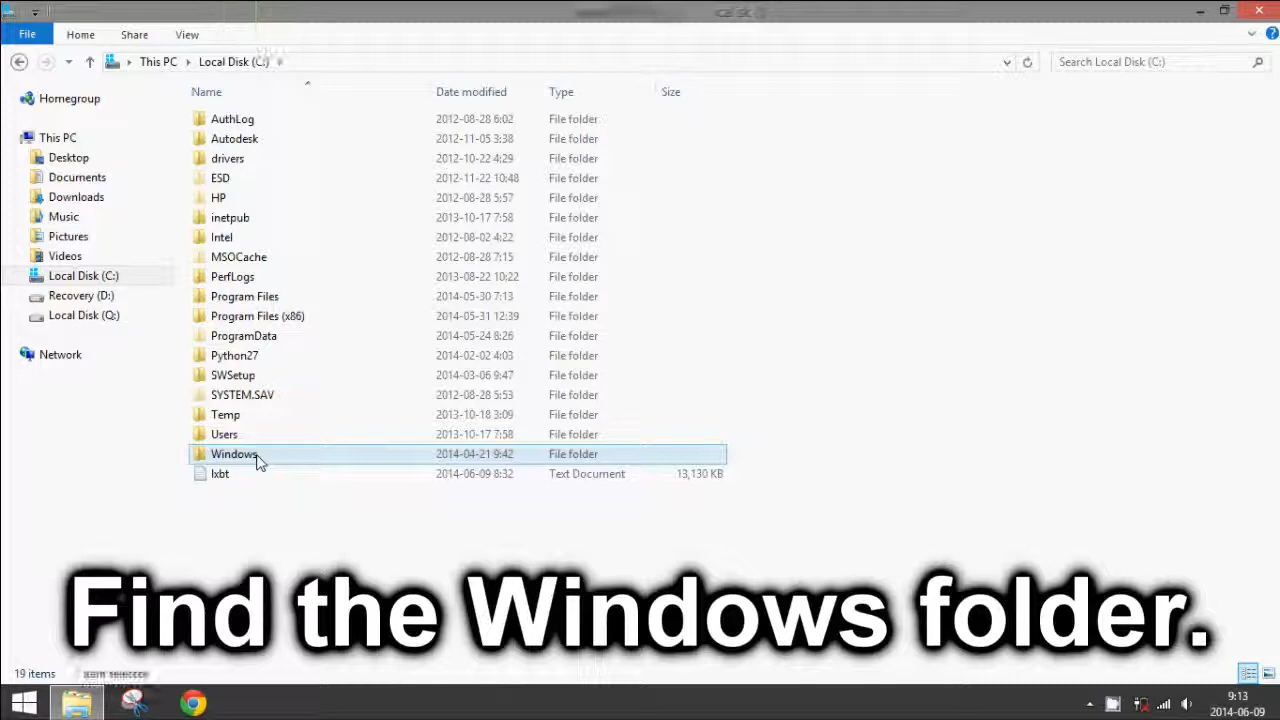 File Home Share View
This PC Local Disk (C:) Search Local Disk (C:)
Name Date modified Type Size
Homegroup
This PC
Desktop
Documents
Downloads
Music
Pictures
Videos
Local Disk (C:)
Recovery (D:)
Local Disk (Q:)
Network
AuthLog 2012-08-28 6:02 File folder
Autodesk 2012-11-05 3:38 File folder
drivers 2012-10-22 4:29 File folder
ESD 2012-11-22 10:48 File folder
HP 2012-08-28 5:57 File folder
inetpub 2013-10-17 7:58 File folder
Intel 2012-08-02 4:22 File folder
MSOCache 2012-08-28 7:15 File folder
PerfLogs 2013-08-22 10:22 File folder
Program Files 2014-05-30 7:13 File folder
Program Files (x86) 2014-05-31 12:39 File folder
ProgramData 2014-05-24 8:26 File folder
Python27 2014-02-02 4:03 File folder
SWSetup 2014-03-06 9:47 File folder
SYSTEM.SAV 2012-08-28 5:53 File folder
Temp 2013-10-18 3:09 File folder
Users 2013-10-17 7:58 File folder
Windows 2014-04-21 9:42 File folder
lxbt 2014-06-09 8:32 Text Document 13,130 KB
Find the Windows folder.
19 items
9:13
2014-06-09